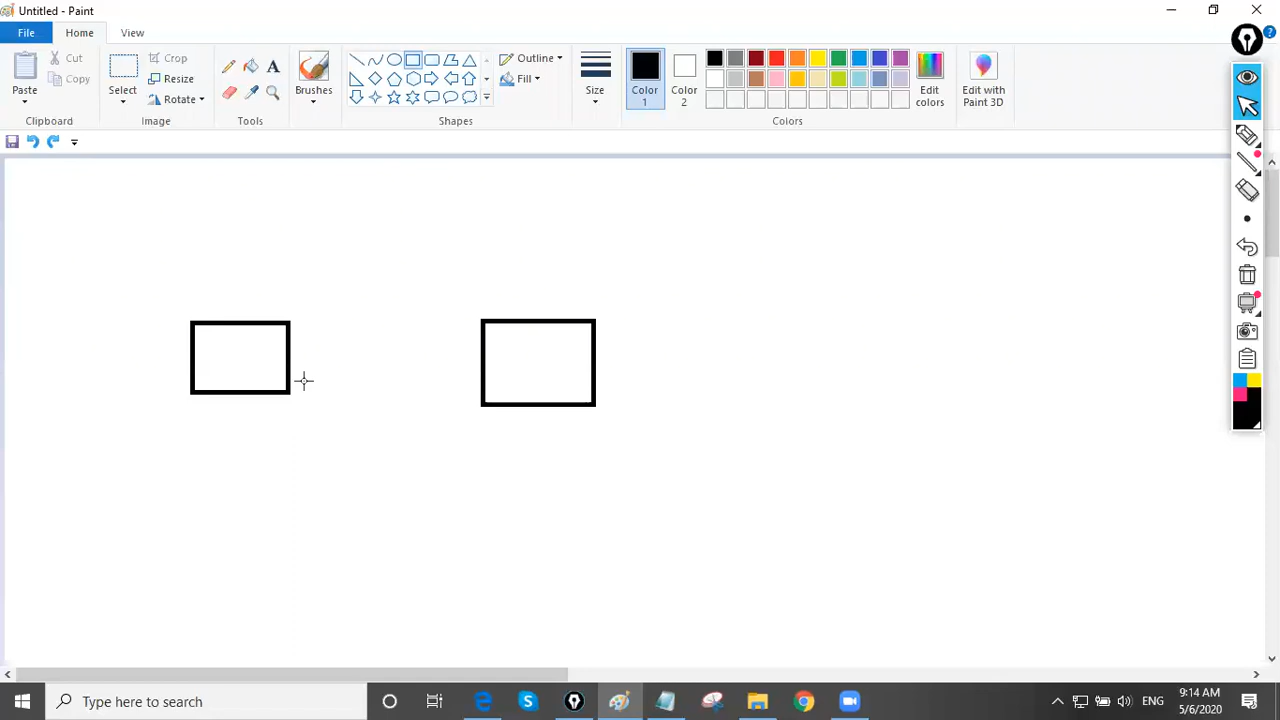 Untitled - Paint
File Home View
Paste
Cut
Copy
Clipboard
Select
Crop
Resize
Rotate
Image
A
Tools
Brushes
Shapes
Outline
Fill
Size
Color 1
Color 2
Edit colors
Colors
Edit with Paint 3D
?
Type here to search
ENG
9:14 AM
5/6/2020